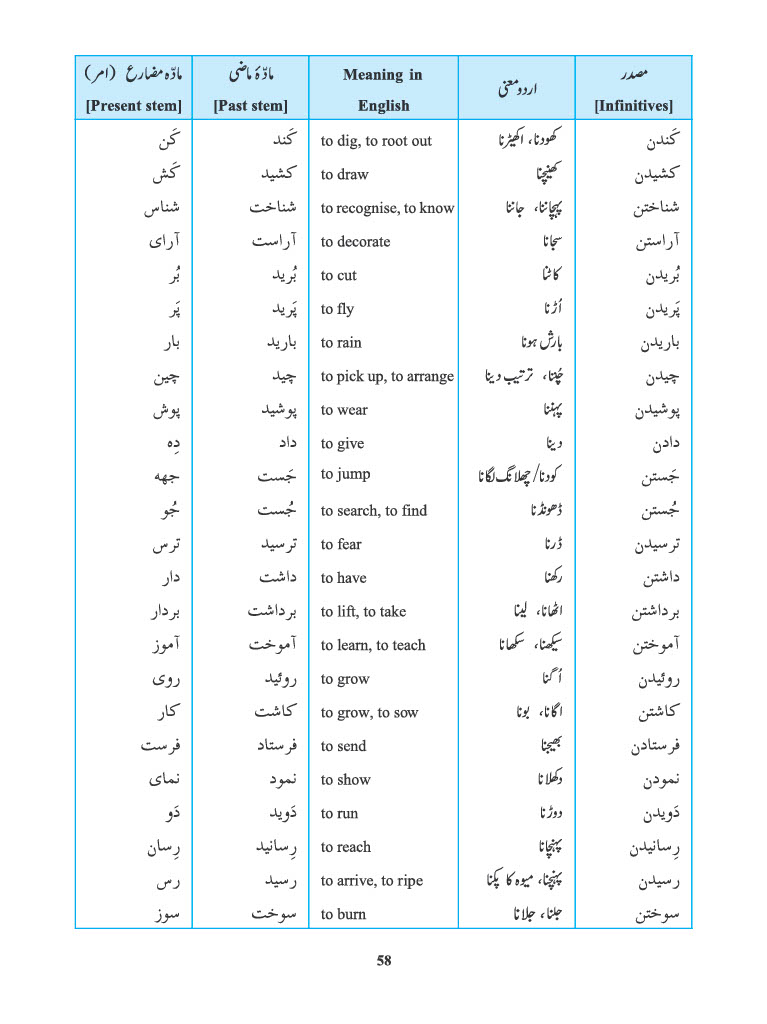 مصدر اردو معنی Meaning in مادّۂ ماضی مادّہ مضارع (امر)
[Infinitives] English [Past stem] [Present stem]
کَندن کھودنا، اکھیڑنا to dig, to root out کَند کَن
کشیدن کھینچنا to draw کشید کَش
شناختن پہچاننا، جاننا to recognise, to know شناخت شناس
آراستن سجانا to decorate آراست آرای
بُریدن کاٹنا to cut بُرید بُر
پَریدن اُڑنا to fly پَرید پَر
باریدن بارش ہونا to rain بارید بار
چیدن چُننا، ترتیب دینا to pick up, to arrange چید چین
پوشیدن پہننا to wear پوشید پوش
دادن دینا to give داد دِہ
جَستن کودنا/چھلانگ لگانا to jump جَست جھہ
جُستن ڈھونڈنا to search, to find جُست جُو
ترسیدن ڈرنا to fear ترسید ترس
داشتن رکھنا to have داشت دار
برداشتن اٹھانا، لینا to lift, to take برداشت بردار
آموختن سیکھنا، سکھانا to learn, to teach آموخت آموز
روئیدن اُگنا to grow روئید روی
کاشتن اگانا، بونا to grow, to sow کاشت کار
فرستادن بھیجنا to send فرستاد فرست
نمودن دکھلانا to show نمود نمای
دَویدن دوڑنا to run دَوید دَو
رِسانیدن پہنچانا to reach رِسانید رِسان
رسیدن پہنچنا، میوہ کا پکنا to arrive, to ripe رسید رس
سوختن جلنا، جلانا to burn سوخت سوز
58